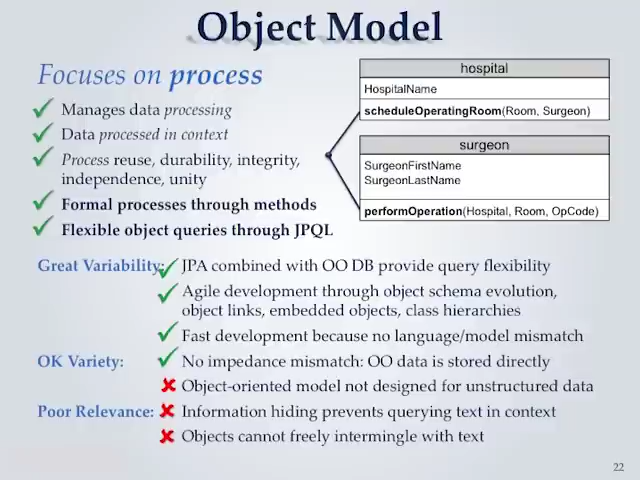 Object Model
Focuses on process
Manages data processing
Data processed in context
Process reuse, durability, integrity,
independence, unity
Formal processes through methods
Flexible object queries through JPQL
hospital
HospitalName
scheduleOperatingRoom(Room, Surgeon)
surgeon
SurgeonFirstName
SurgeonLastName
performOperation(Hospital, Room, OpCode)
Great Variability: JPA combined with OO DB provide query flexibility
Agile development through object schema evolution,
object links, embedded objects, class hierarchies
Fast development because no language/model mismatch
OK Variety: No impedance mismatch: OO data is stored directly
Object-oriented model not designed for unstructured data
Poor Relevance: Information hiding prevents querying text in context
Objects cannot freely intermingle with text
22